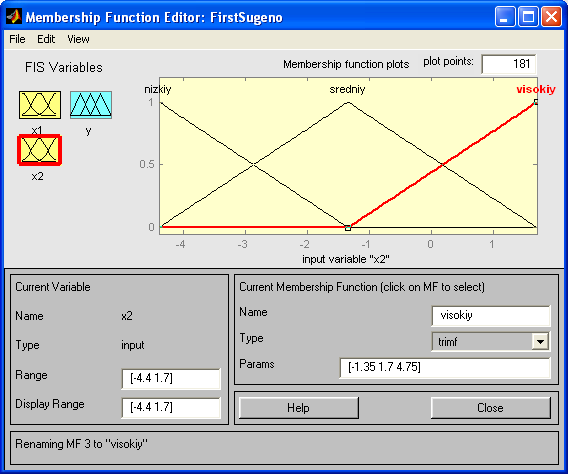 Membership Function Editor: FirstSugeno
File Edit View
FIS Variables
Membership function plots
plot points:
181
x1
y
x2
nizkiy
sredniy
visokiy
1
0.5
0
-4 -3 -2 -1 0 1
input variable "x2"
Current Variable
Name x2
Type input
Range [-4.4 1.7]
Display Range [-4.4 1.7]
Current Membership Function (click on MF to select)
Name visokiy
Type trimf
Params [-1.35 1.7 4.75]
Help Close
Renaming MF 3 to "visokiy"